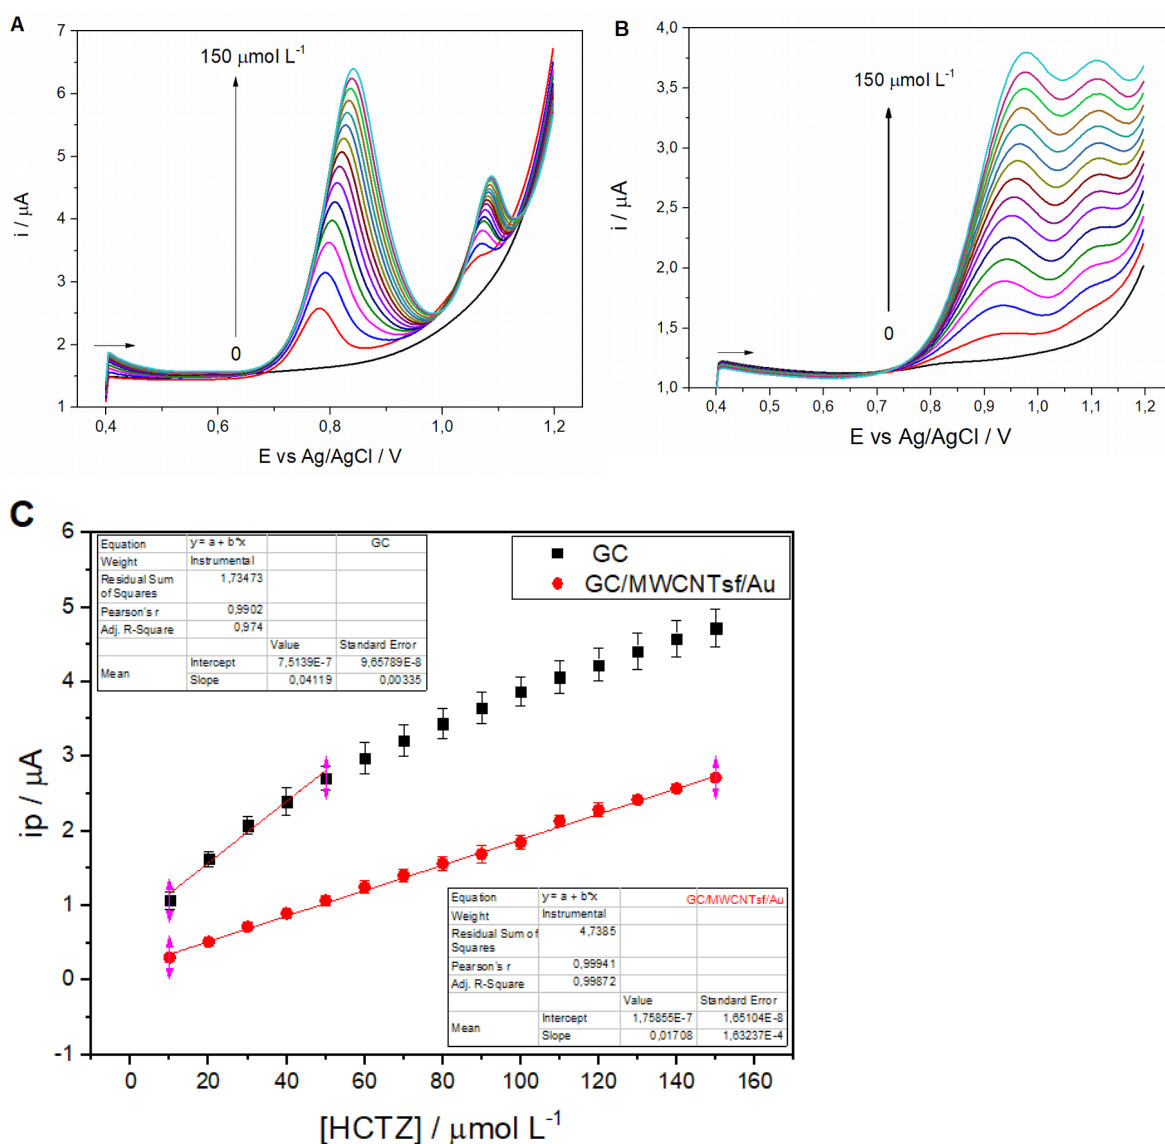 A
7
6
5
4
3
2
1
i / μA
150 μmol L-1
0
0,4 0,6 0,8 1,0 1,2
E vs Ag/AgCl / V
B
4,0
3,5
3,0
2,5
2,0
1,5
1,0
i / μA
150 μmol L-1
0
0,4 0,5 0,6 0,7 0,8 0,9 1,0 1,1 1,2
E vs Ag/AgCl / V
C
6
5
4
3
2
1
0
-1
ip / μA
Equation y = a + b*x GC
Weight Instrumental
Residual Sum of Squares 1,73473
Pearson's r 0,9902
Adj. R-Square 0,974
Value Standard Error
Mean Intercept 7,5139E-7 9,65789E-8
Slope 0,04119 0,00335
GC
GC/MWCNTsf/Au
Equation y = a + b*x GC/MWCNTsf/Au
Weight Instrumental
Residual Sum of Squares 4,7385
Pearson's r 0,99941
Adj. R-Square 0,99872
Value Standard Error
Mean Intercept 1,75855E-7 1,65104E-8
Slope 0,01708 1,63237E-4
0 20 40 60 80 100 120 140 160
[HCTZ] / μmol L-1